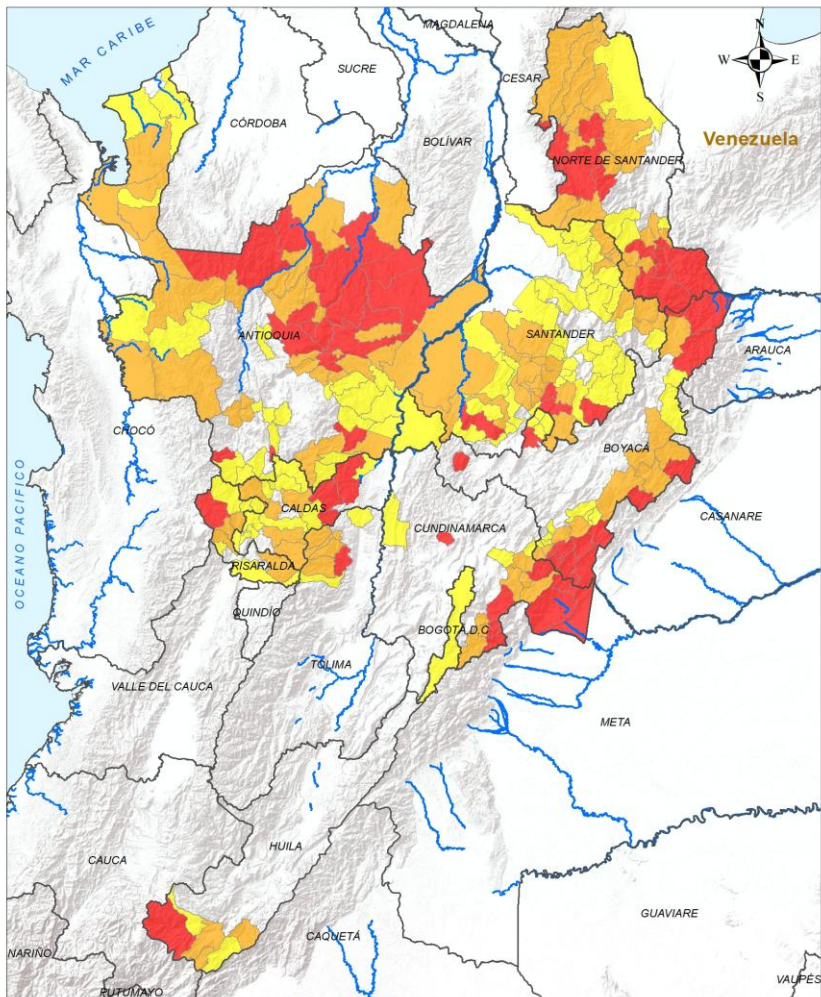 MAGDALENA
N
MAR CARIBE
W
E
SUCRE
CESAR
S
CÓRDOBA
BOLÍVAR
Venezuela
NORTE DE SANTANDER
ANTIOQUIA
SANTANDER
ARAUCA
CHOCÓ
BOYACÁ
CALDAS
CASANARE
CUNDINAMARCA
OCEANO PACIFICO
RISARALDA
QUINDÍO
BOGOTÁ D.C
TOLIMA
VALLE DEL CAUCA
META
HUILA
CAUCA
GUAVIARE
CAQUETÁ
NARIÑO
VAUPÉS
PUTUMAYO